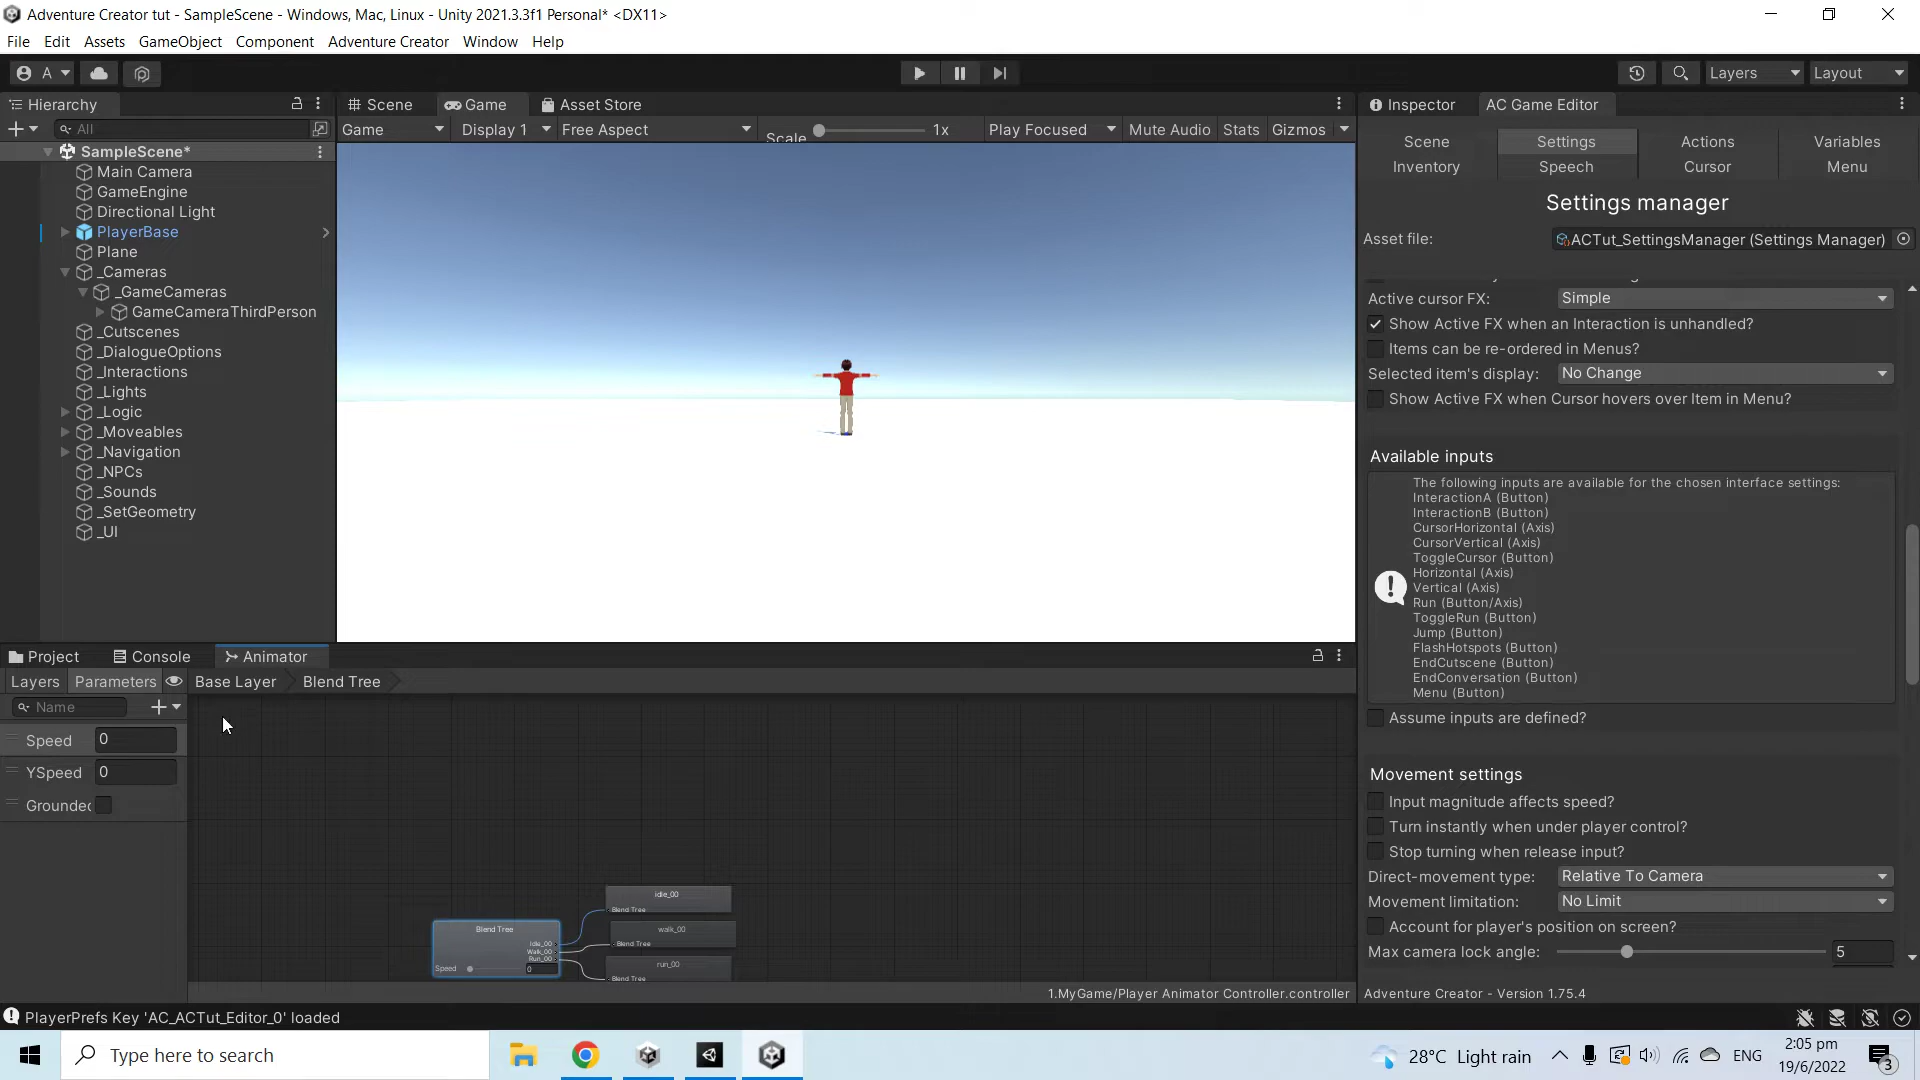 Adventure Creator tut - SampleScene - Windows, Mac, Linux - Unity 2021.3.3f1 Personal* <DX11>
File Edit Assets GameObject Component Adventure Creator Window Help
A Layers Layout
Hierarchy
All
SampleScene*
Main Camera
GameEngine
Directional Light
PlayerBase
Plane
_Cameras
_GameCameras
GameCameraThirdPerson
_Cutscenes
_DialogueOptions
_Interactions
_Lights
_Logic
_Moveables
_Navigation
_NPCs
_Sounds
_SetGeometry
_UI
Scene Game Asset Store
Game Display 1 Free Aspect Scale 1x Play Focused Mute Audio Stats Gizmos
Inspector AC Game Editor
Scene Settings Actions Variables
Inventory Speech Cursor Menu
Settings manager
Asset file: ACTut_SettingsManager (Settings Manager)
Active cursor FX: Simple
Show Active FX when an Interaction is unhandled?
Items can be re-ordered in Menus?
Selected item's display: No Change
Show Active FX when Cursor hovers over Item in Menu?
Available inputs
The following inputs are available for the chosen interface settings:
InteractionA (Button)
InteractionB (Button)
CursorHorizontal (Axis)
CursorVertical (Axis)
ToggleCursor (Button)
Horizontal (Axis)
Vertical (Axis)
Run (Button/Axis)
ToggleRun (Button)
Jump (Button)
FlashHotspots (Button)
EndCutscene (Button)
EndConversation (Button)
Menu (Button)
Assume inputs are defined?
Movement settings
Input magnitude affects speed?
Turn instantly when under player control?
Stop turning when release input?
Direct-movement type: Relative To Camera
Movement limitation: No Limit
Account for player's position on screen?
Max camera lock angle: 5
Adventure Creator - Version 1.75.4
Project Console Animator
Layers Parameters Base Layer Blend Tree
Name
Speed 0
YSpeed 0
Grounded
Blend Tree
Idle_00
Walk_00
Run_00
Speed 0
idle_00
Blend Tree
walk_00
Blend Tree
run_00
Blend Tree
1.MyGame/Player Animator Controller.controller
PlayerPrefs Key 'AC_ACTut_Editor_0' loaded
Type here to search
28°C Light rain
ENG
2:05 pm
19/6/2022
3